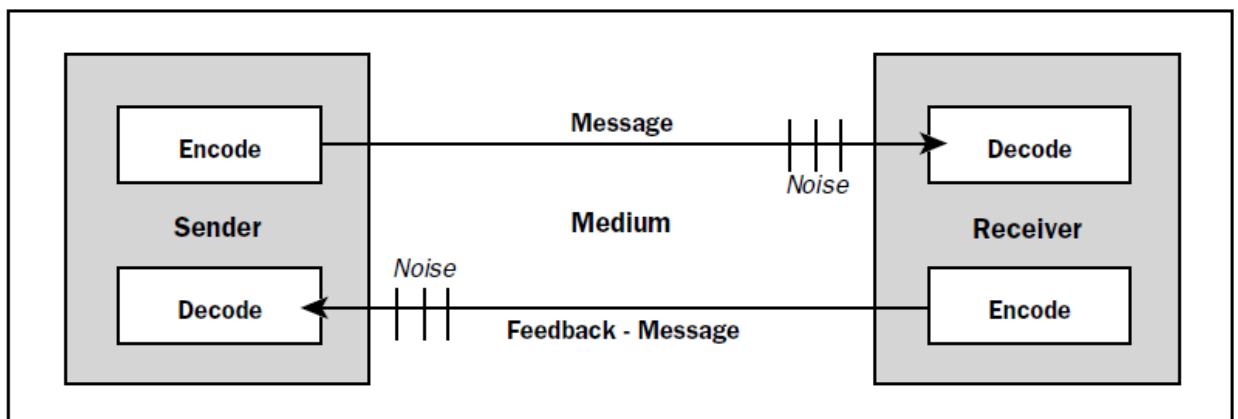 Message
Encode
Decode
Noise
Sender
Medium
Receiver
Noise
Decode
Encode
Feedback - Message